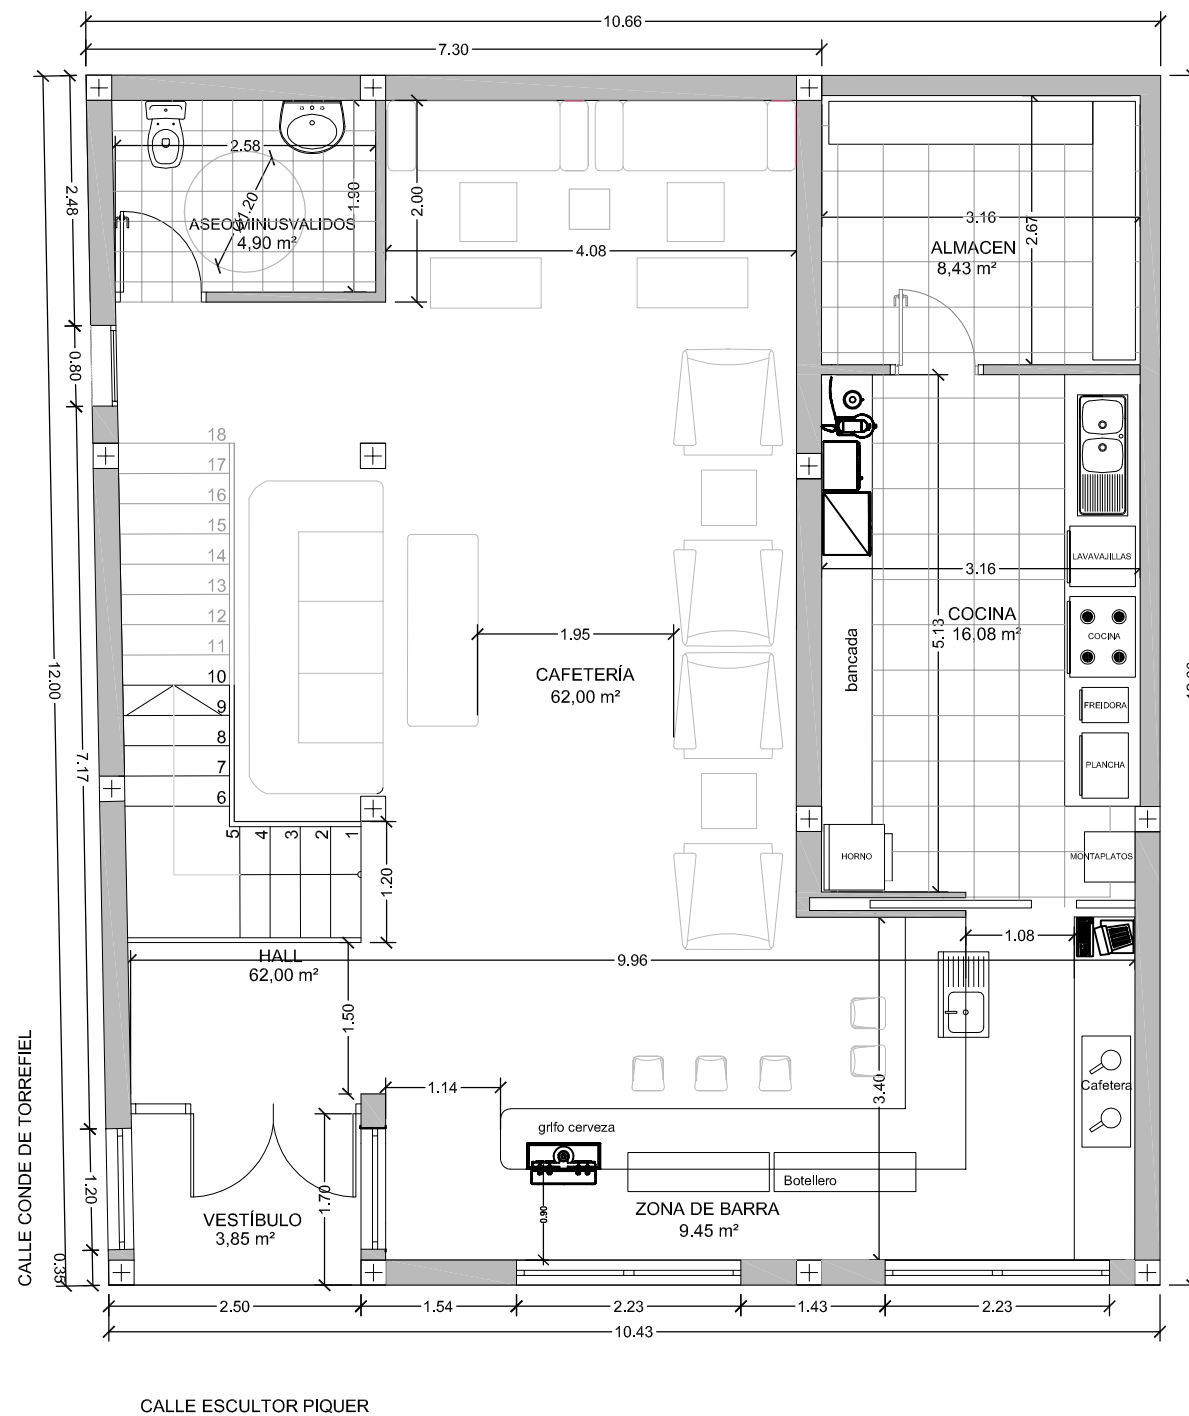 10.66
7.30
2.58
2.48
1.20
1.90
2.00
ASEO MINUSVALIDOS
4,90 m²
4.08
3.16
2.67
ALMACEN
8,43 m²
0.80
18
17
16
15
14
13
12
11
10
9
8
7
6
5
4
3
2
1
12.00
7.17
1.95
CAFETERÍA
62,00 m²
3.16
5.13
COCINA
16,08 m²
bancada
LAVAVAJILLAS
COCINA
FREIDORA
PLANCHA
HORNO
MONTAPLATOS
1.20
HALL
62,00 m²
9.96
1.08
1.50
1.14
3.40
Cafetera
grifo cerveza
Botellero
0.90
ZONA DE BARRA
9.45 m²
VESTÍBULO
3,85 m²
1.70
1.20
0.35
CALLE CONDE DE TORREFIEL
2.50
1.54
2.23
1.43
2.23
10.43
CALLE ESCULTOR PIQUER